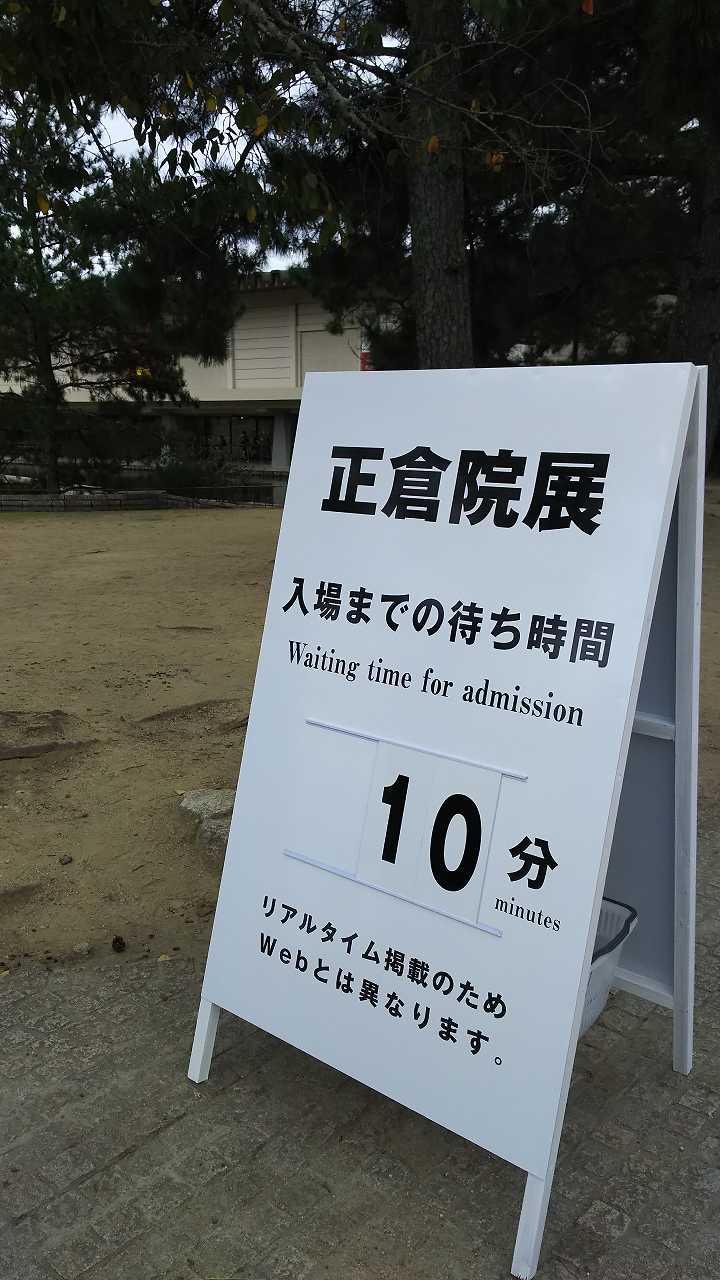 正倉院展
入場までの待ち時間
Waiting time for admission
10分
minutes
リアルタイム掲載のため
Webとは異なります。